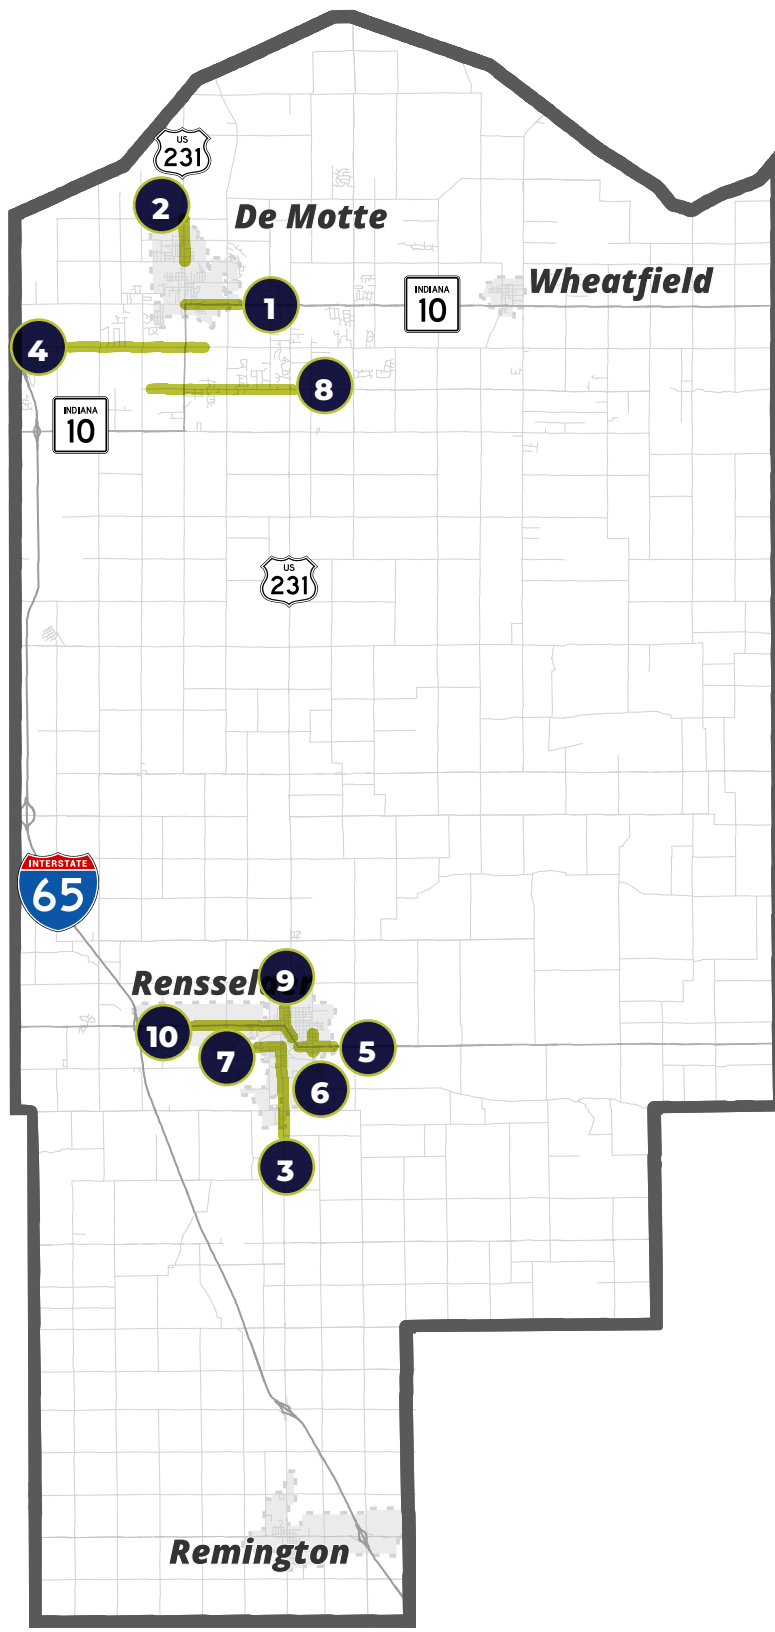 US
231
2
De Motte
Wheatfield
1
INDIANA
10
4
8
INDIANA
10
US
231
INTERSTATE
65
Rensselaer
9
10
5
7
6
3
Remington